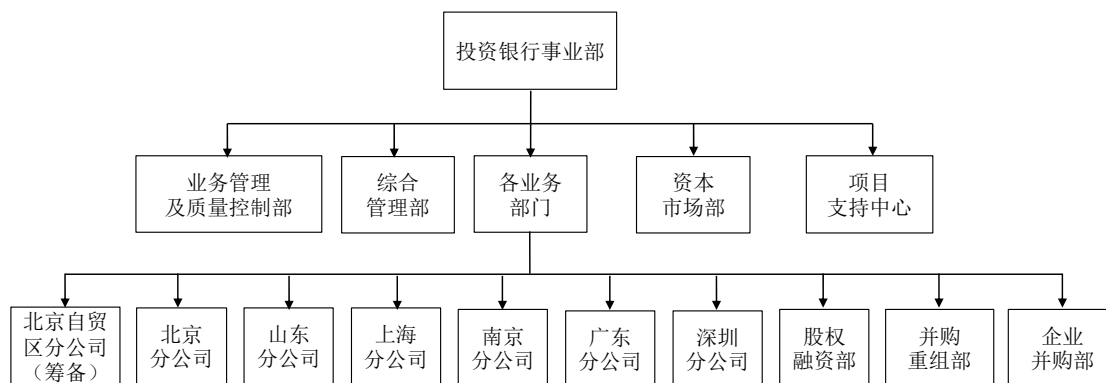 投资银行事业部
业务管理
及质量控制部
综合
管理部
各业务
部门
资本
市场部
项目
支持中心
北京自贸
区分公司
（筹备）
北京
分公司
山东
分公司
上海
分公司
南京
分公司
广东
分公司
深圳
分公司
股权
融资部
并购
重组部
企业
并购部